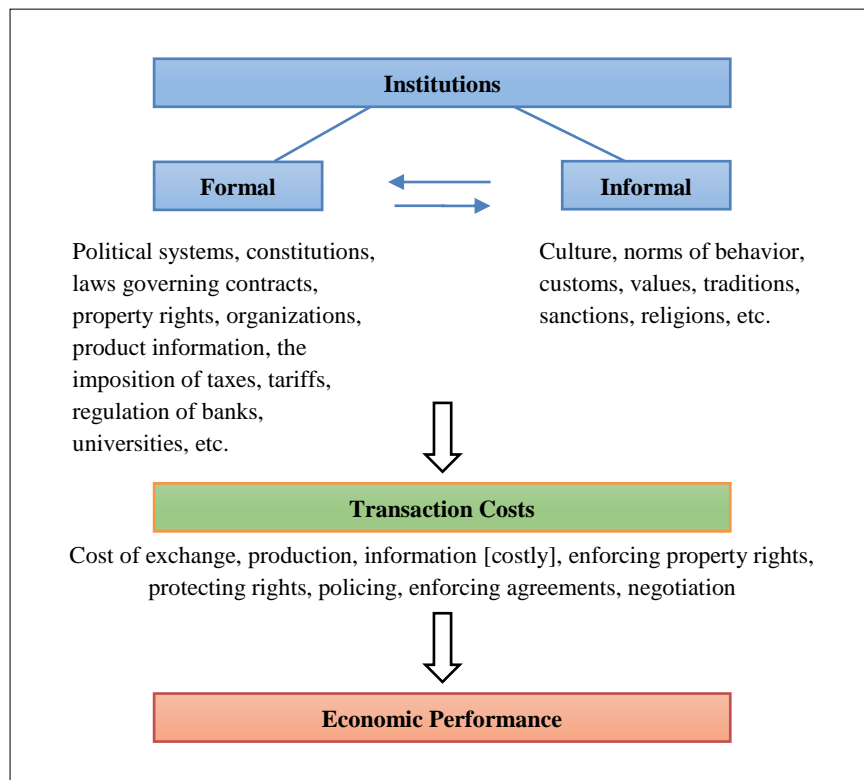 Institutions
Formal
Informal
Political systems, constitutions,
laws governing contracts,
property rights, organizations,
product information, the
imposition of taxes, tariffs,
regulation of banks,
universities, etc.
Culture, norms of behavior,
customs, values, traditions,
sanctions, religions, etc.
Transaction Costs
Cost of exchange, production, information [costly], enforcing property rights,
protecting rights, policing, enforcing agreements, negotiation
Economic Performance